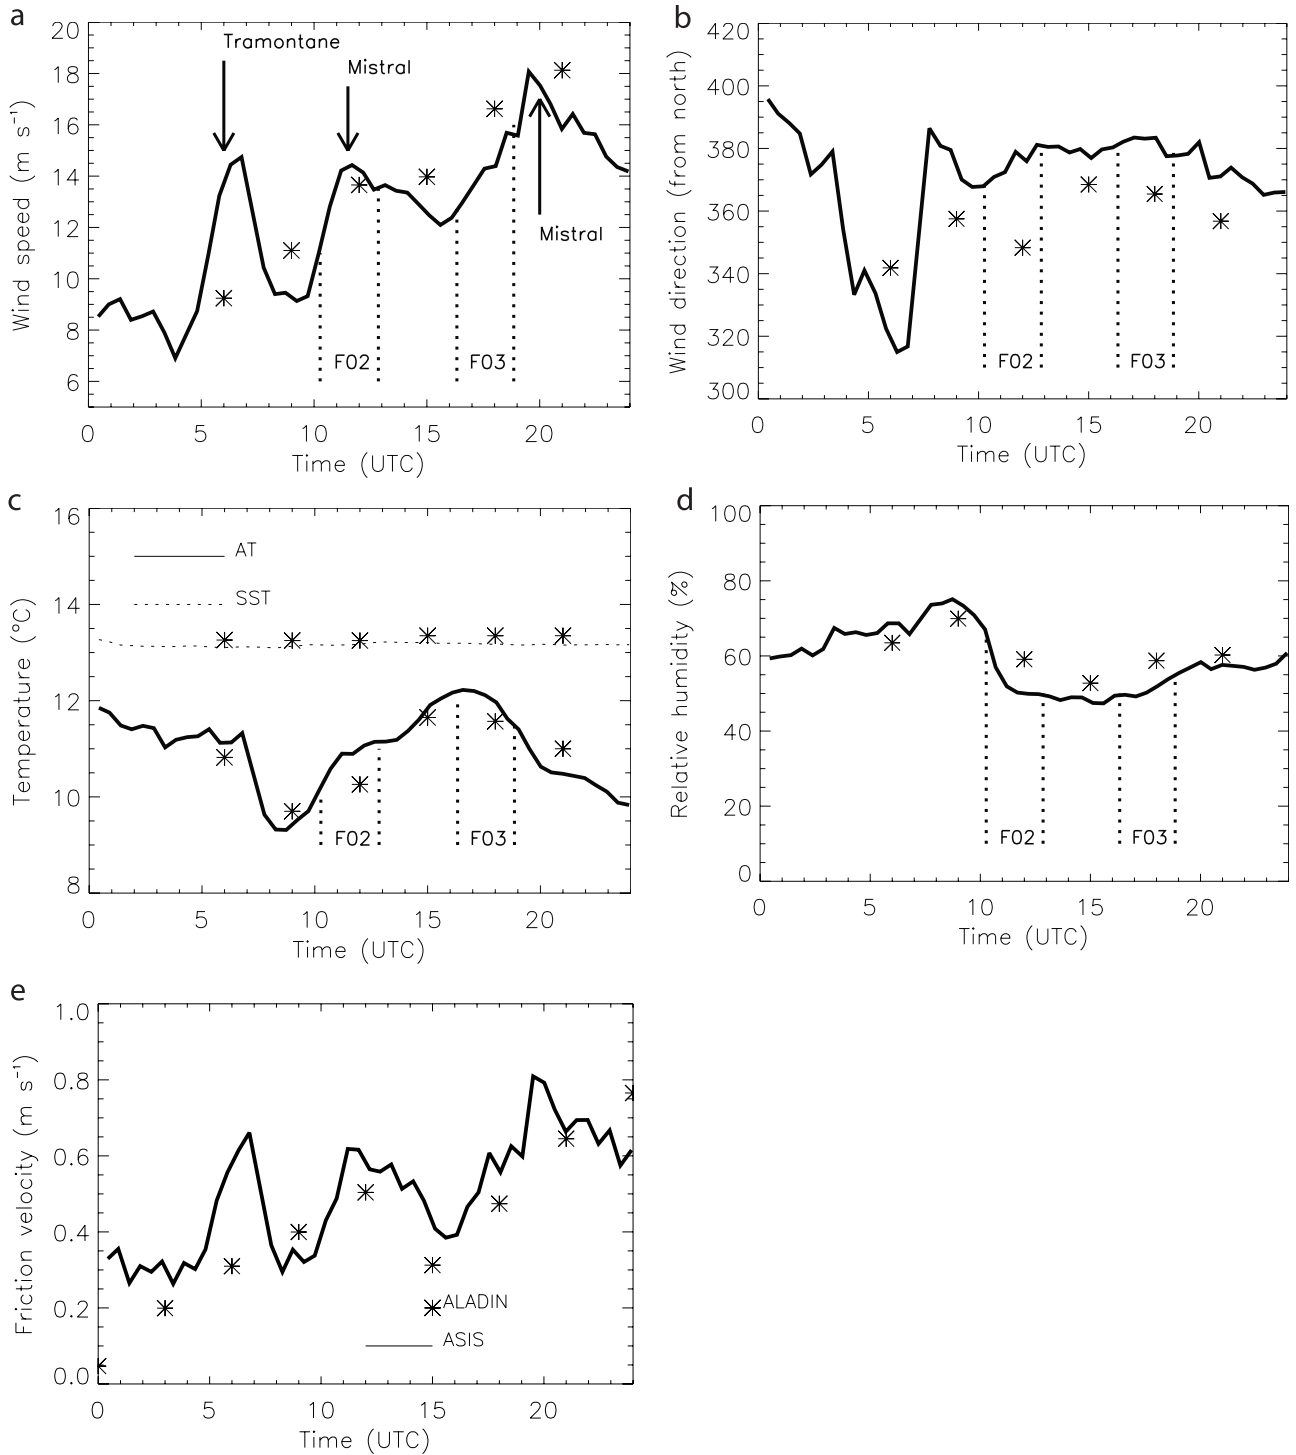 a
20
18
16
14
12
10
8
6
Wind speed (m s⁻¹)
Tramontane
Mistral
Mistral
F02
F03
0 5 10 15 20
Time (UTC)
b
420
400
380
360
340
320
300
Wind direction (from north)
F02
F03
0 5 10 15 20
Time (UTC)
c
16
14
12
10
8
Temperature (°C)
AT
SST
F02
F03
0 5 10 15 20
Time (UTC)
d
100
80
60
40
20
0
Relative humidity (%)
F02
F03
0 5 10 15 20
Time (UTC)
e
1.0
0.8
0.6
0.4
0.2
0.0
Friction velocity (m s⁻¹)
ALADIN
ASIS
0 5 10 15 20
Time (UTC)